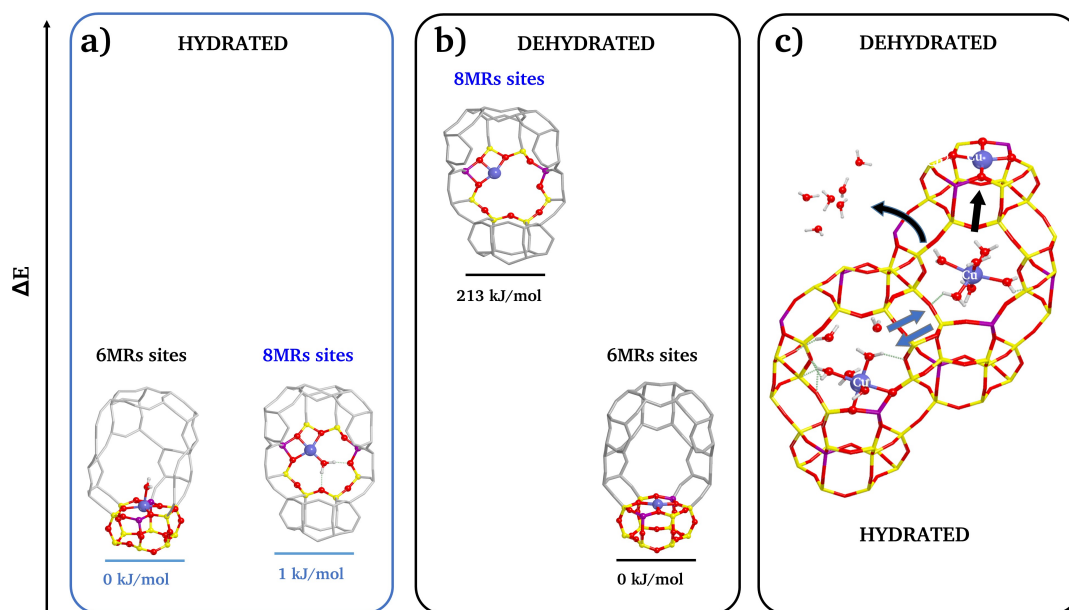 ΔE
a)
HYDRATED
6MRs sites
8MRs sites
0 kJ/mol
1 kJ/mol
b)
DEHYDRATED
8MRs sites
213 kJ/mol
6MRs sites
0 kJ/mol
c)
DEHYDRATED
Cu
Cu
Cu
HYDRATED